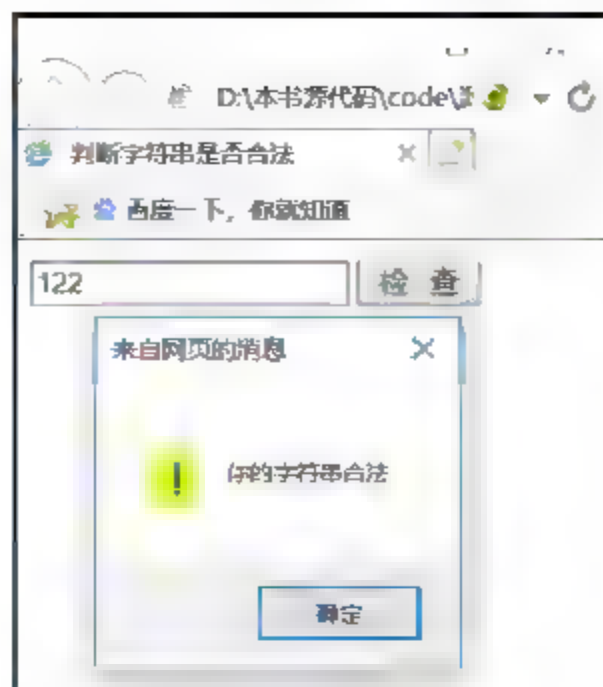 D:\本书源代码\code\
判断字符串是否合法
百度一下，你就知道
122
检 查
来自网页的消息
你的字符串合法
确定